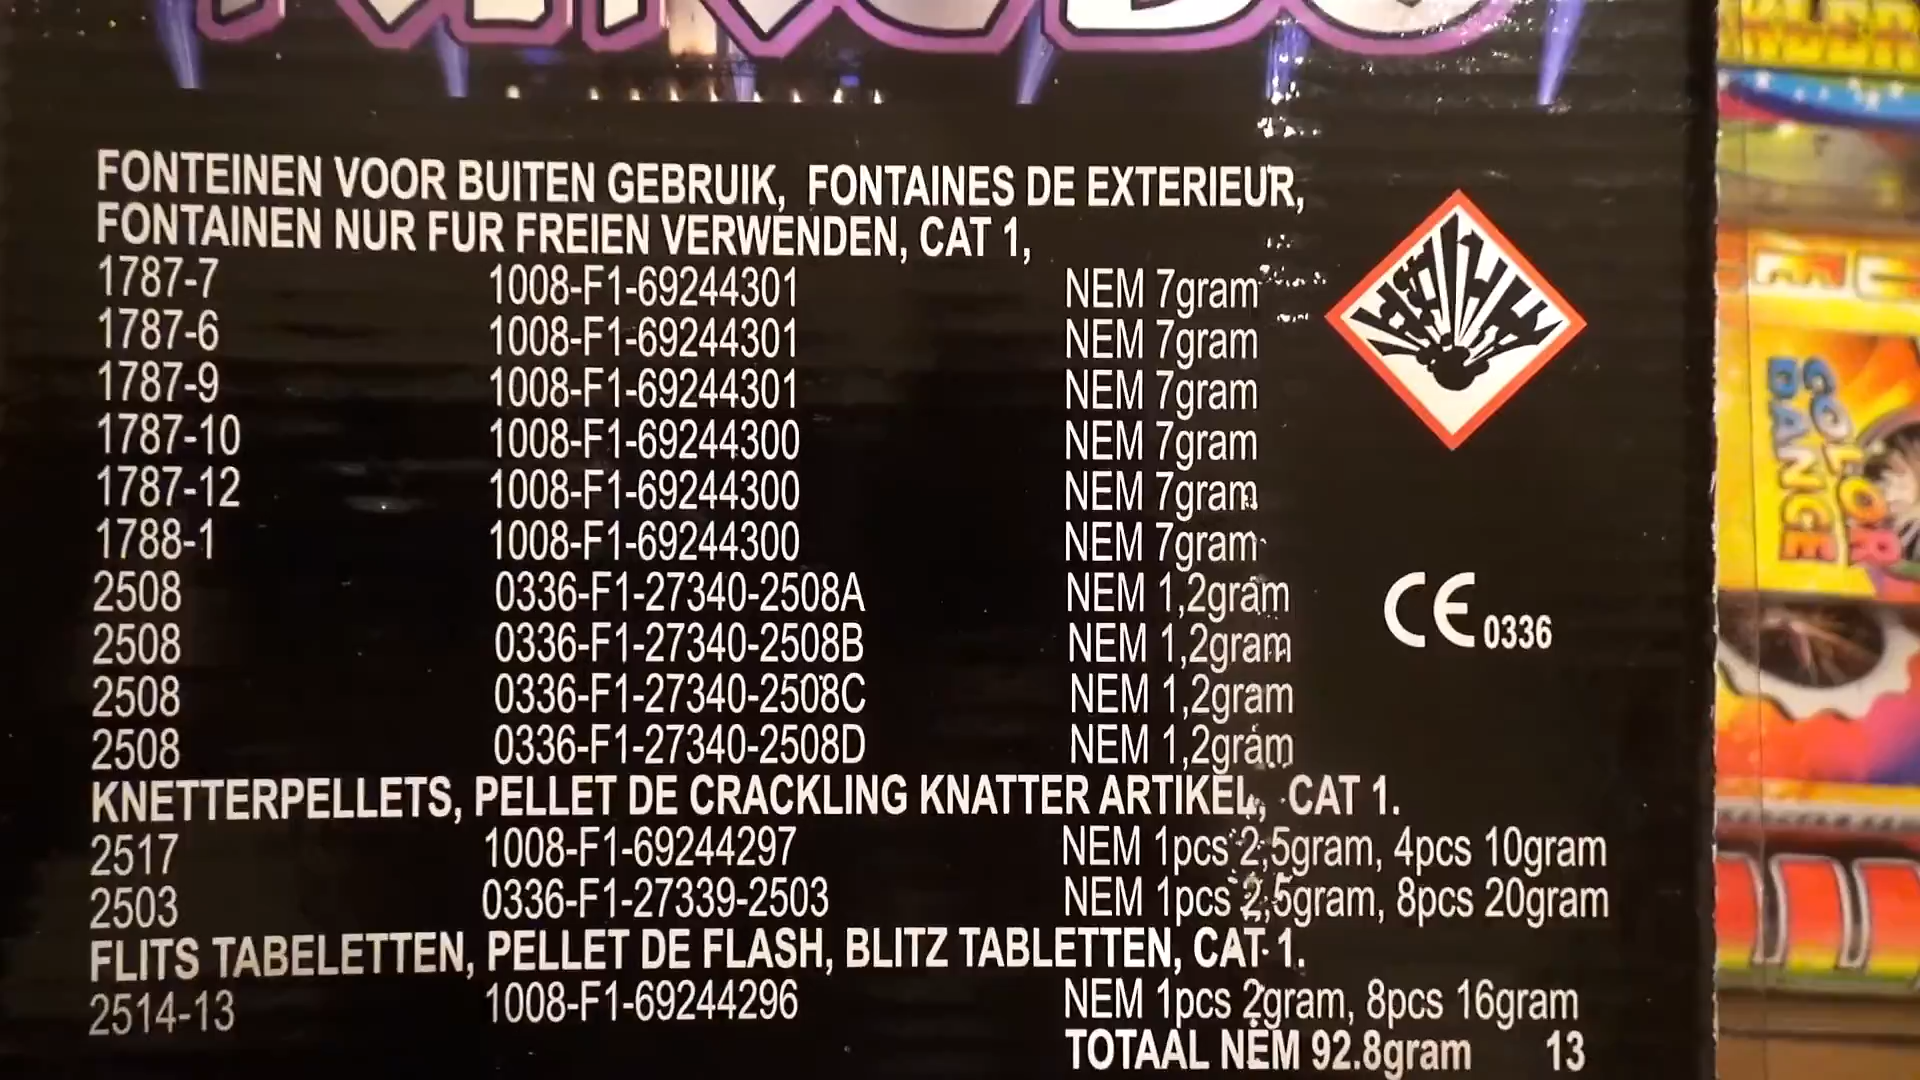 FONTEINEN VOOR BUITEN GEBRUIK, FONTAINES DE EXTERIEUR,
FONTAINEN NUR FUR FREIEN VERWENDEN, CAT 1,
1787-7 1008-F1-69244301 NEM 7gram
1787-6 1008-F1-69244301 NEM 7gram
1787-9 1008-F1-69244301 NEM 7gram
1787-10 1008-F1-69244300 NEM 7gram
1787-12 1008-F1-69244300 NEM 7gram
1788-1 1008-F1-69244300 NEM 7gram
2508 0336-F1-27340-2508A NEM 1,2gram
2508 0336-F1-27340-2508B NEM 1,2gram
2508 0336-F1-27340-2508C NEM 1,2gram
2508 0336-F1-27340-2508D NEM 1,2gram
CE 0336
KNETTERPELLETS, PELLET DE CRACKLING KNATTER ARTIKEL, CAT 1.
2517 1008-F1-69244297 NEM 1pcs 2,5gram, 4pcs 10gram
2503 0336-F1-27339-2503 NEM 1pcs 2,5gram, 8pcs 20gram
FLITS TABELETTEN, PELLET DE FLASH, BLITZ TABLETTEN, CAT 1.
2514-13 1008-F1-69244296 NEM 1pcs 2gram, 8pcs 16gram
TOTAAL NEM 92.8gram 13
COLOR
DANCE